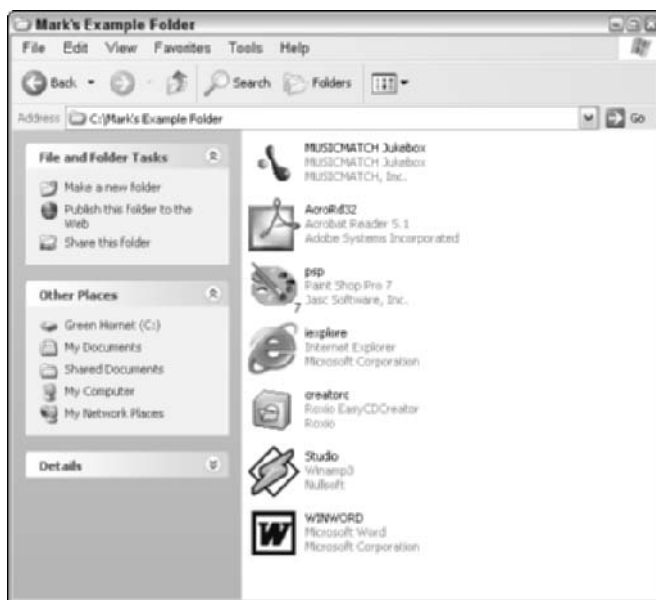 Mark's Example Folder
File Edit View Favorites Tools Help
Back Search Folders
Address C:\Mark's Example Folder Go
File and Folder Tasks
Make a new folder
Publish this folder to the
Web
Share this folder
Other Places
Green Hornet (C:)
My Documents
Shared Documents
My Computer
My Network Places
Details
MUSICMATCH Jukebox
MUSICMATCH Jukebox
MUSICMATCH, Inc.
AcroRd32
Acrobat Reader 5.1
Adobe Systems Incorporated
7
psp
Paint Shop Pro 7
Jasc Software, Inc.
iexplore
Internet Explorer
Microsoft Corporation
creatorc
Roxio EasyCDCreator
Roxio
Studio
Winamp3
Nullsoft
W
WINWORD
Microsoft Word
Microsoft Corporation